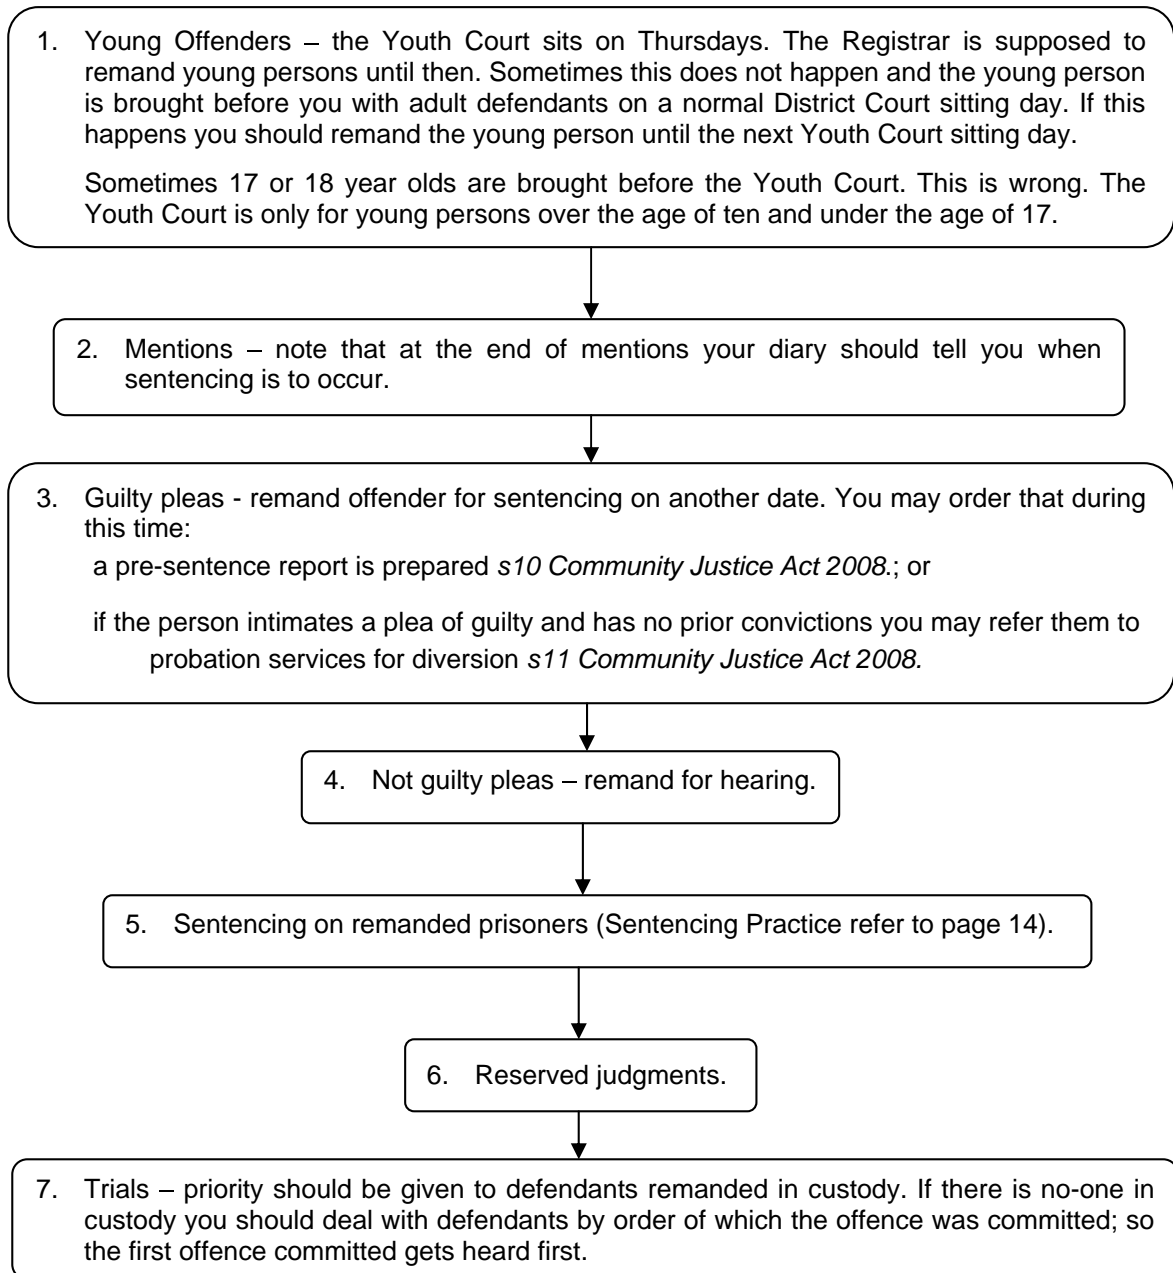 1. Young Offenders – the Youth Court sits on Thursdays. The Registrar is supposed to
remand young persons until then. Sometimes this does not happen and the young person
is brought before you with adult defendants on a normal District Court sitting day. If this
happens you should remand the young person until the next Youth Court sitting day.
Sometimes 17 or 18 year olds are brought before the Youth Court. This is wrong. The
Youth Court is only for young persons over the age of ten and under the age of 17.
2. Mentions – note that at the end of mentions your diary should tell you when
sentencing is to occur.
3. Guilty pleas - remand offender for sentencing on another date. You may order that during
this time:
a pre-sentence report is prepared s10 Community Justice Act 2008.; or
if the person intimates a plea of guilty and has no prior convictions you may refer them to
probation services for diversion s11 Community Justice Act 2008.
4. Not guilty pleas – remand for hearing.
5. Sentencing on remanded prisoners (Sentencing Practice refer to page 14).
6. Reserved judgments.
7. Trials – priority should be given to defendants remanded in custody. If there is no-one in
custody you should deal with defendants by order of which the offence was committed; so
the first offence committed gets heard first.